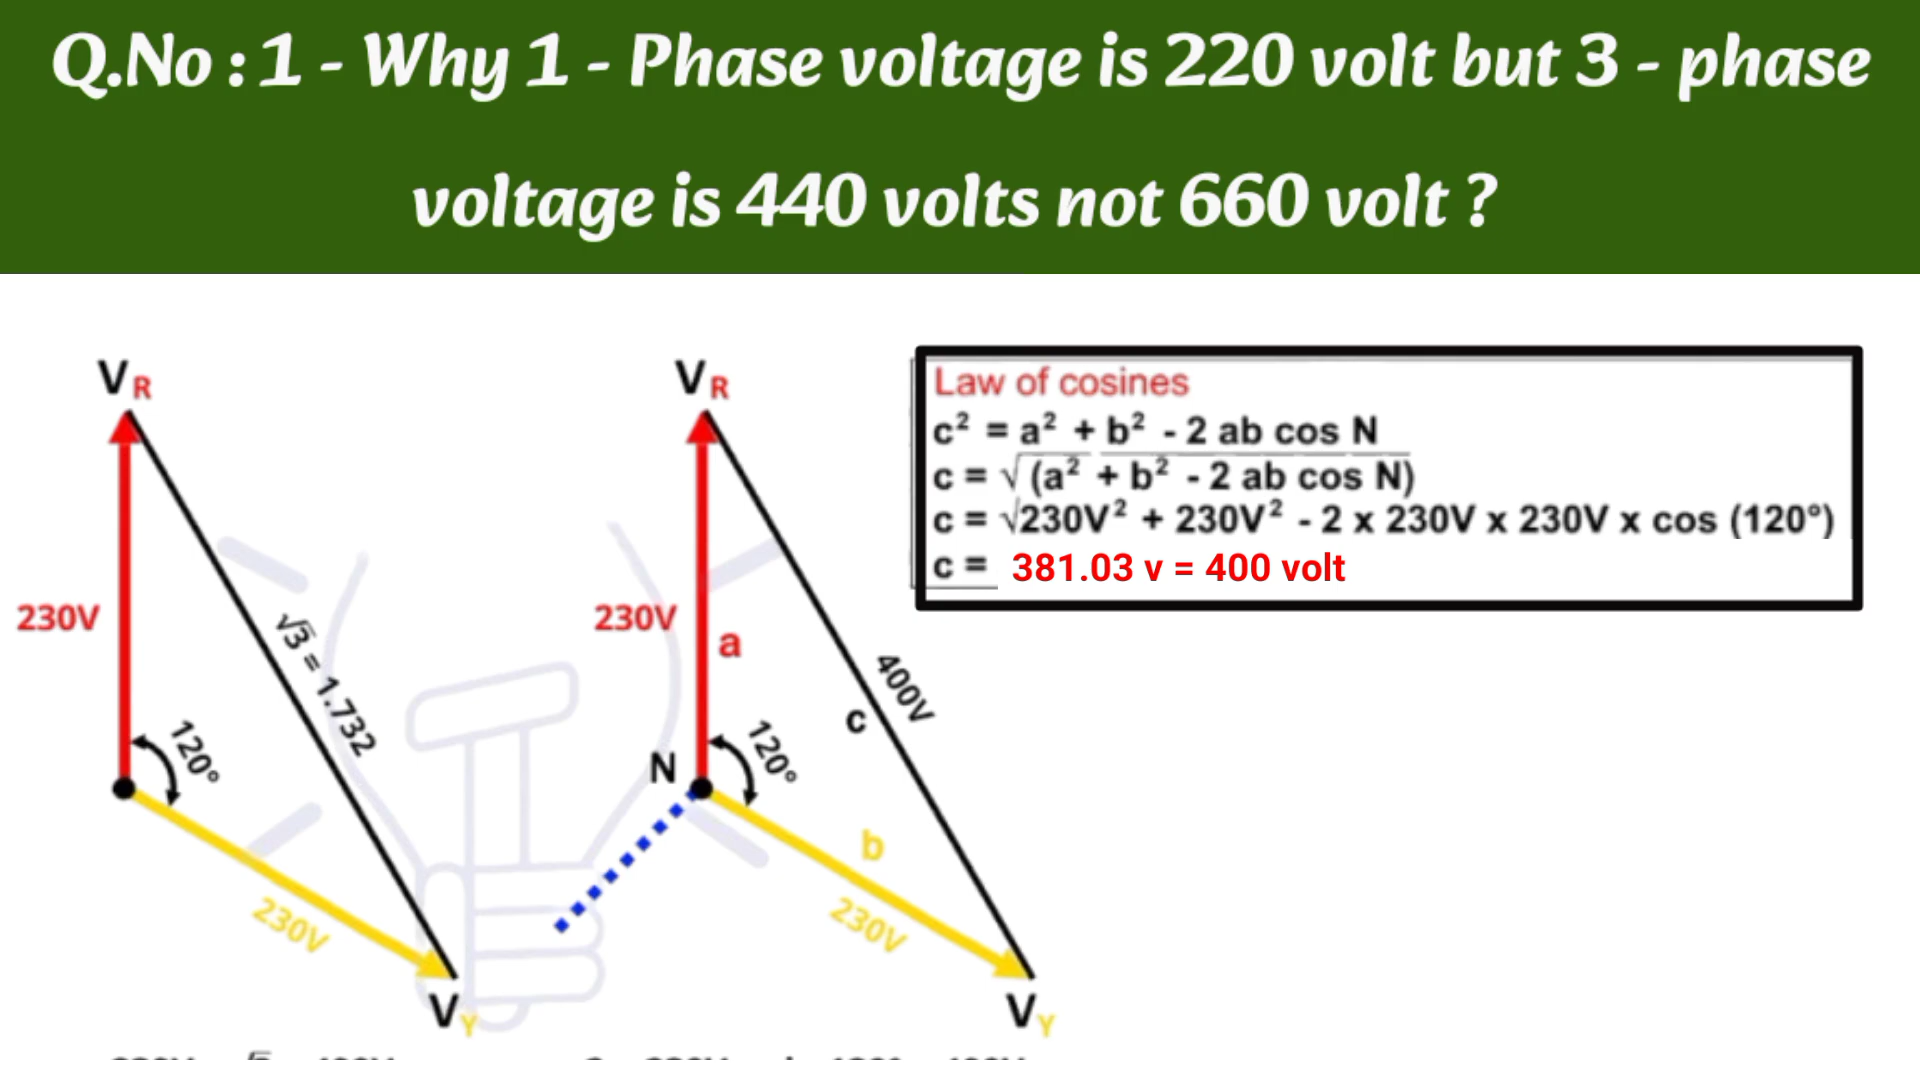 Q.No : 1 - Why 1 - Phase voltage is 220 volt but 3 - phase
voltage is 440 volts not 660 volt ?
VR
230V
√3 = 1.732
120°
230V
VY
VR
230V
a
120°
N
c
400V
b
230V
VY
Law of cosines
c² = a² + b² - 2 ab cos N
c = √ (a² + b² - 2 ab cos N)
c = √230V² + 230V² - 2 x 230V x 230V x cos (120°)
c = 381.03 v = 400 volt